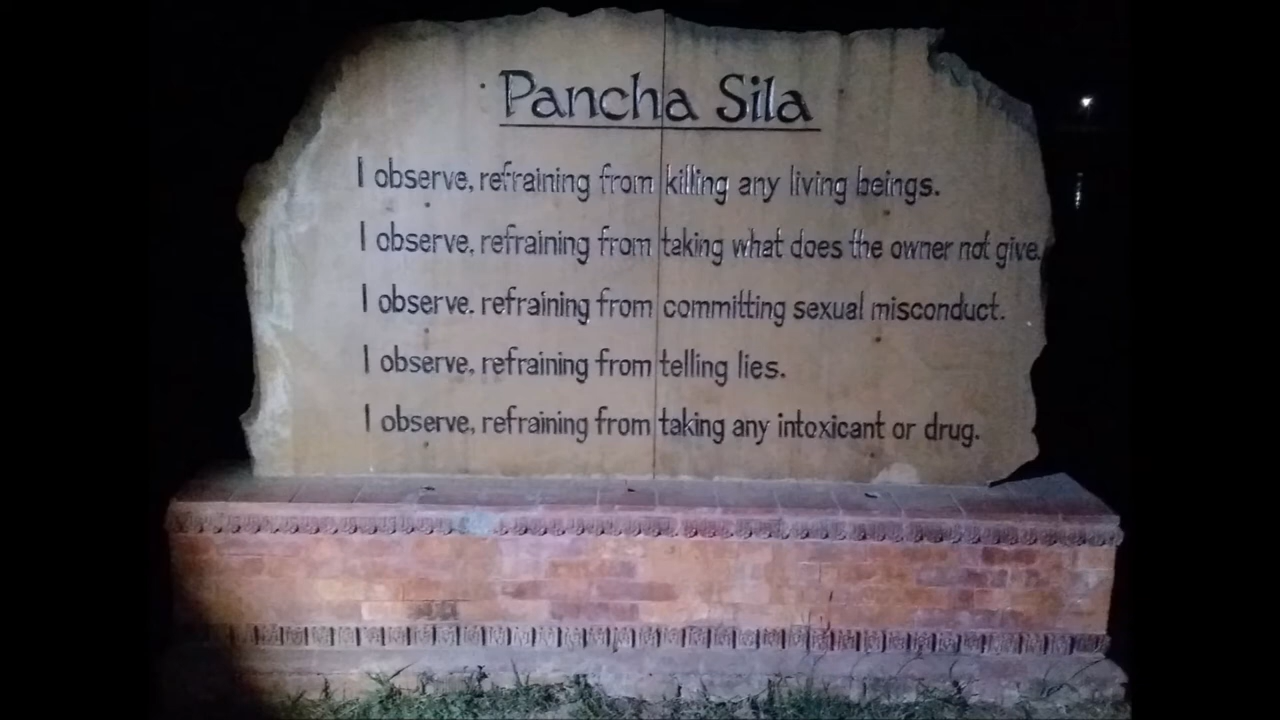 Pancha Sila
I observe, refraining from killing any living beings.
I observe, refraining from taking what does the owner not give.
I observe. refraining from committing sexual misconduct.
I observe, refraining from telling lies.
I observe, refraining from taking any intoxicant or drug.